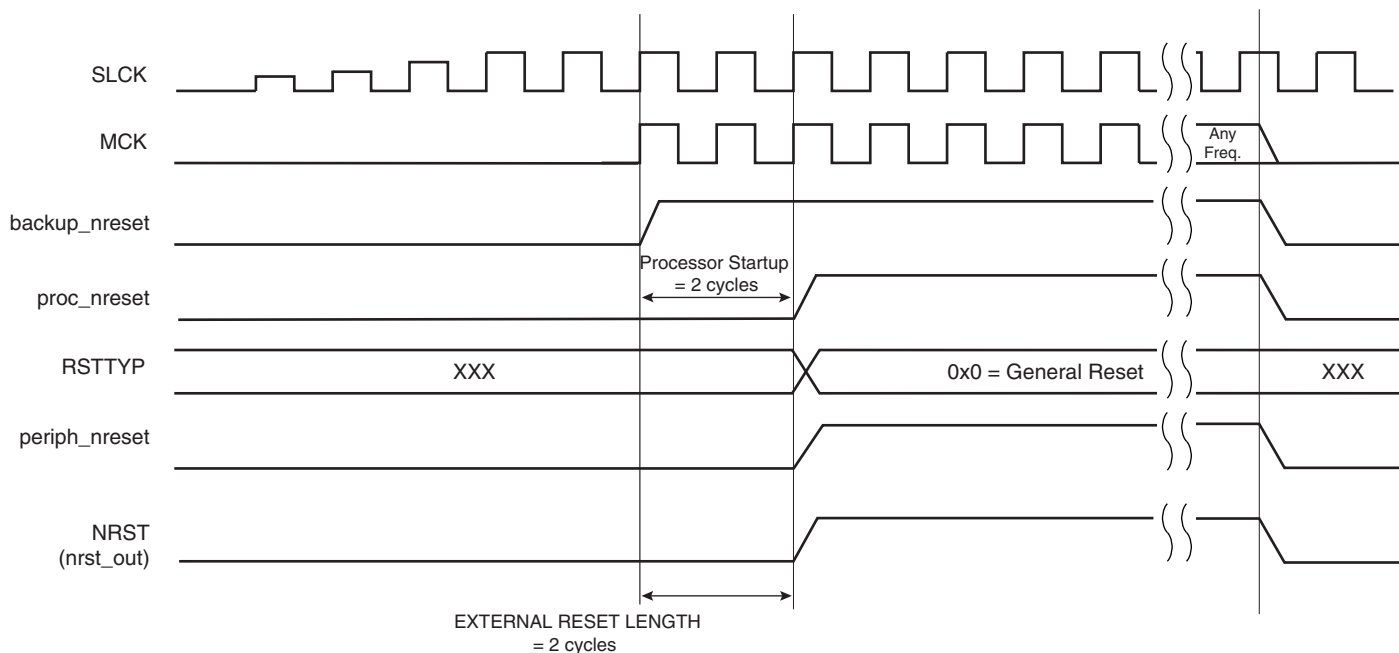 SLCK
MCK
Any
Freq.
backup_nreset
Processor Startup
= 2 cycles
proc_nreset
RSTTYP
XXX
0x0 = General Reset
XXX
periph_nreset
NRST
(nrst_out)
EXTERNAL RESET LENGTH
= 2 cycles